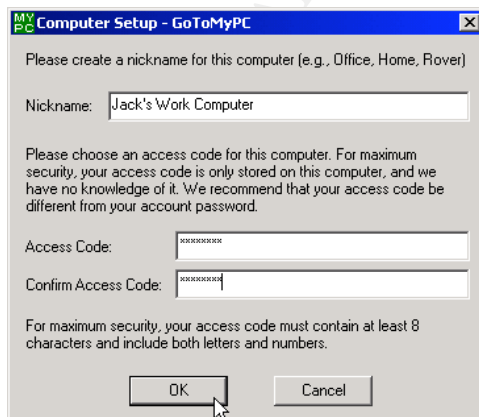 MY PC Computer Setup - GoToMyPC
Please create a nickname for this computer (e.g., Office, Home, Rover)
Nickname: Jack's Work Computer
Please choose an access code for this computer. For maximum
security, your access code is only stored on this computer, and we
have no knowledge of it. We recommend that your access code be
different from your account password.
Access Code: ********
Confirm Access Code: ********
For maximum security, your access code must contain at least 8
characters and include both letters and numbers.
OK Cancel